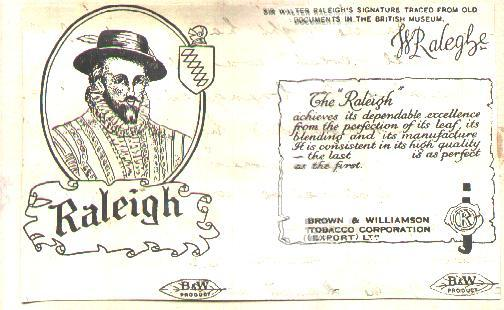 SIR WALTER RALEIGH'S SIGNATURE TRACED FROM OLD
DOCUMENTS IN THE BRITISH MUSEUM.
WRalegh
The "Raleigh"
achieves its dependable excellence
from the perfection of its leaf, its
blending and its manufacture
It is consistent in its high quality
— the last is as perfect
as the first.
Raleigh
R
BROWN & WILLIAMSON
TOBACCO CORPORATION
(EXPORT) LTD
B&W
PRODUCT
B&W
PRODUCT